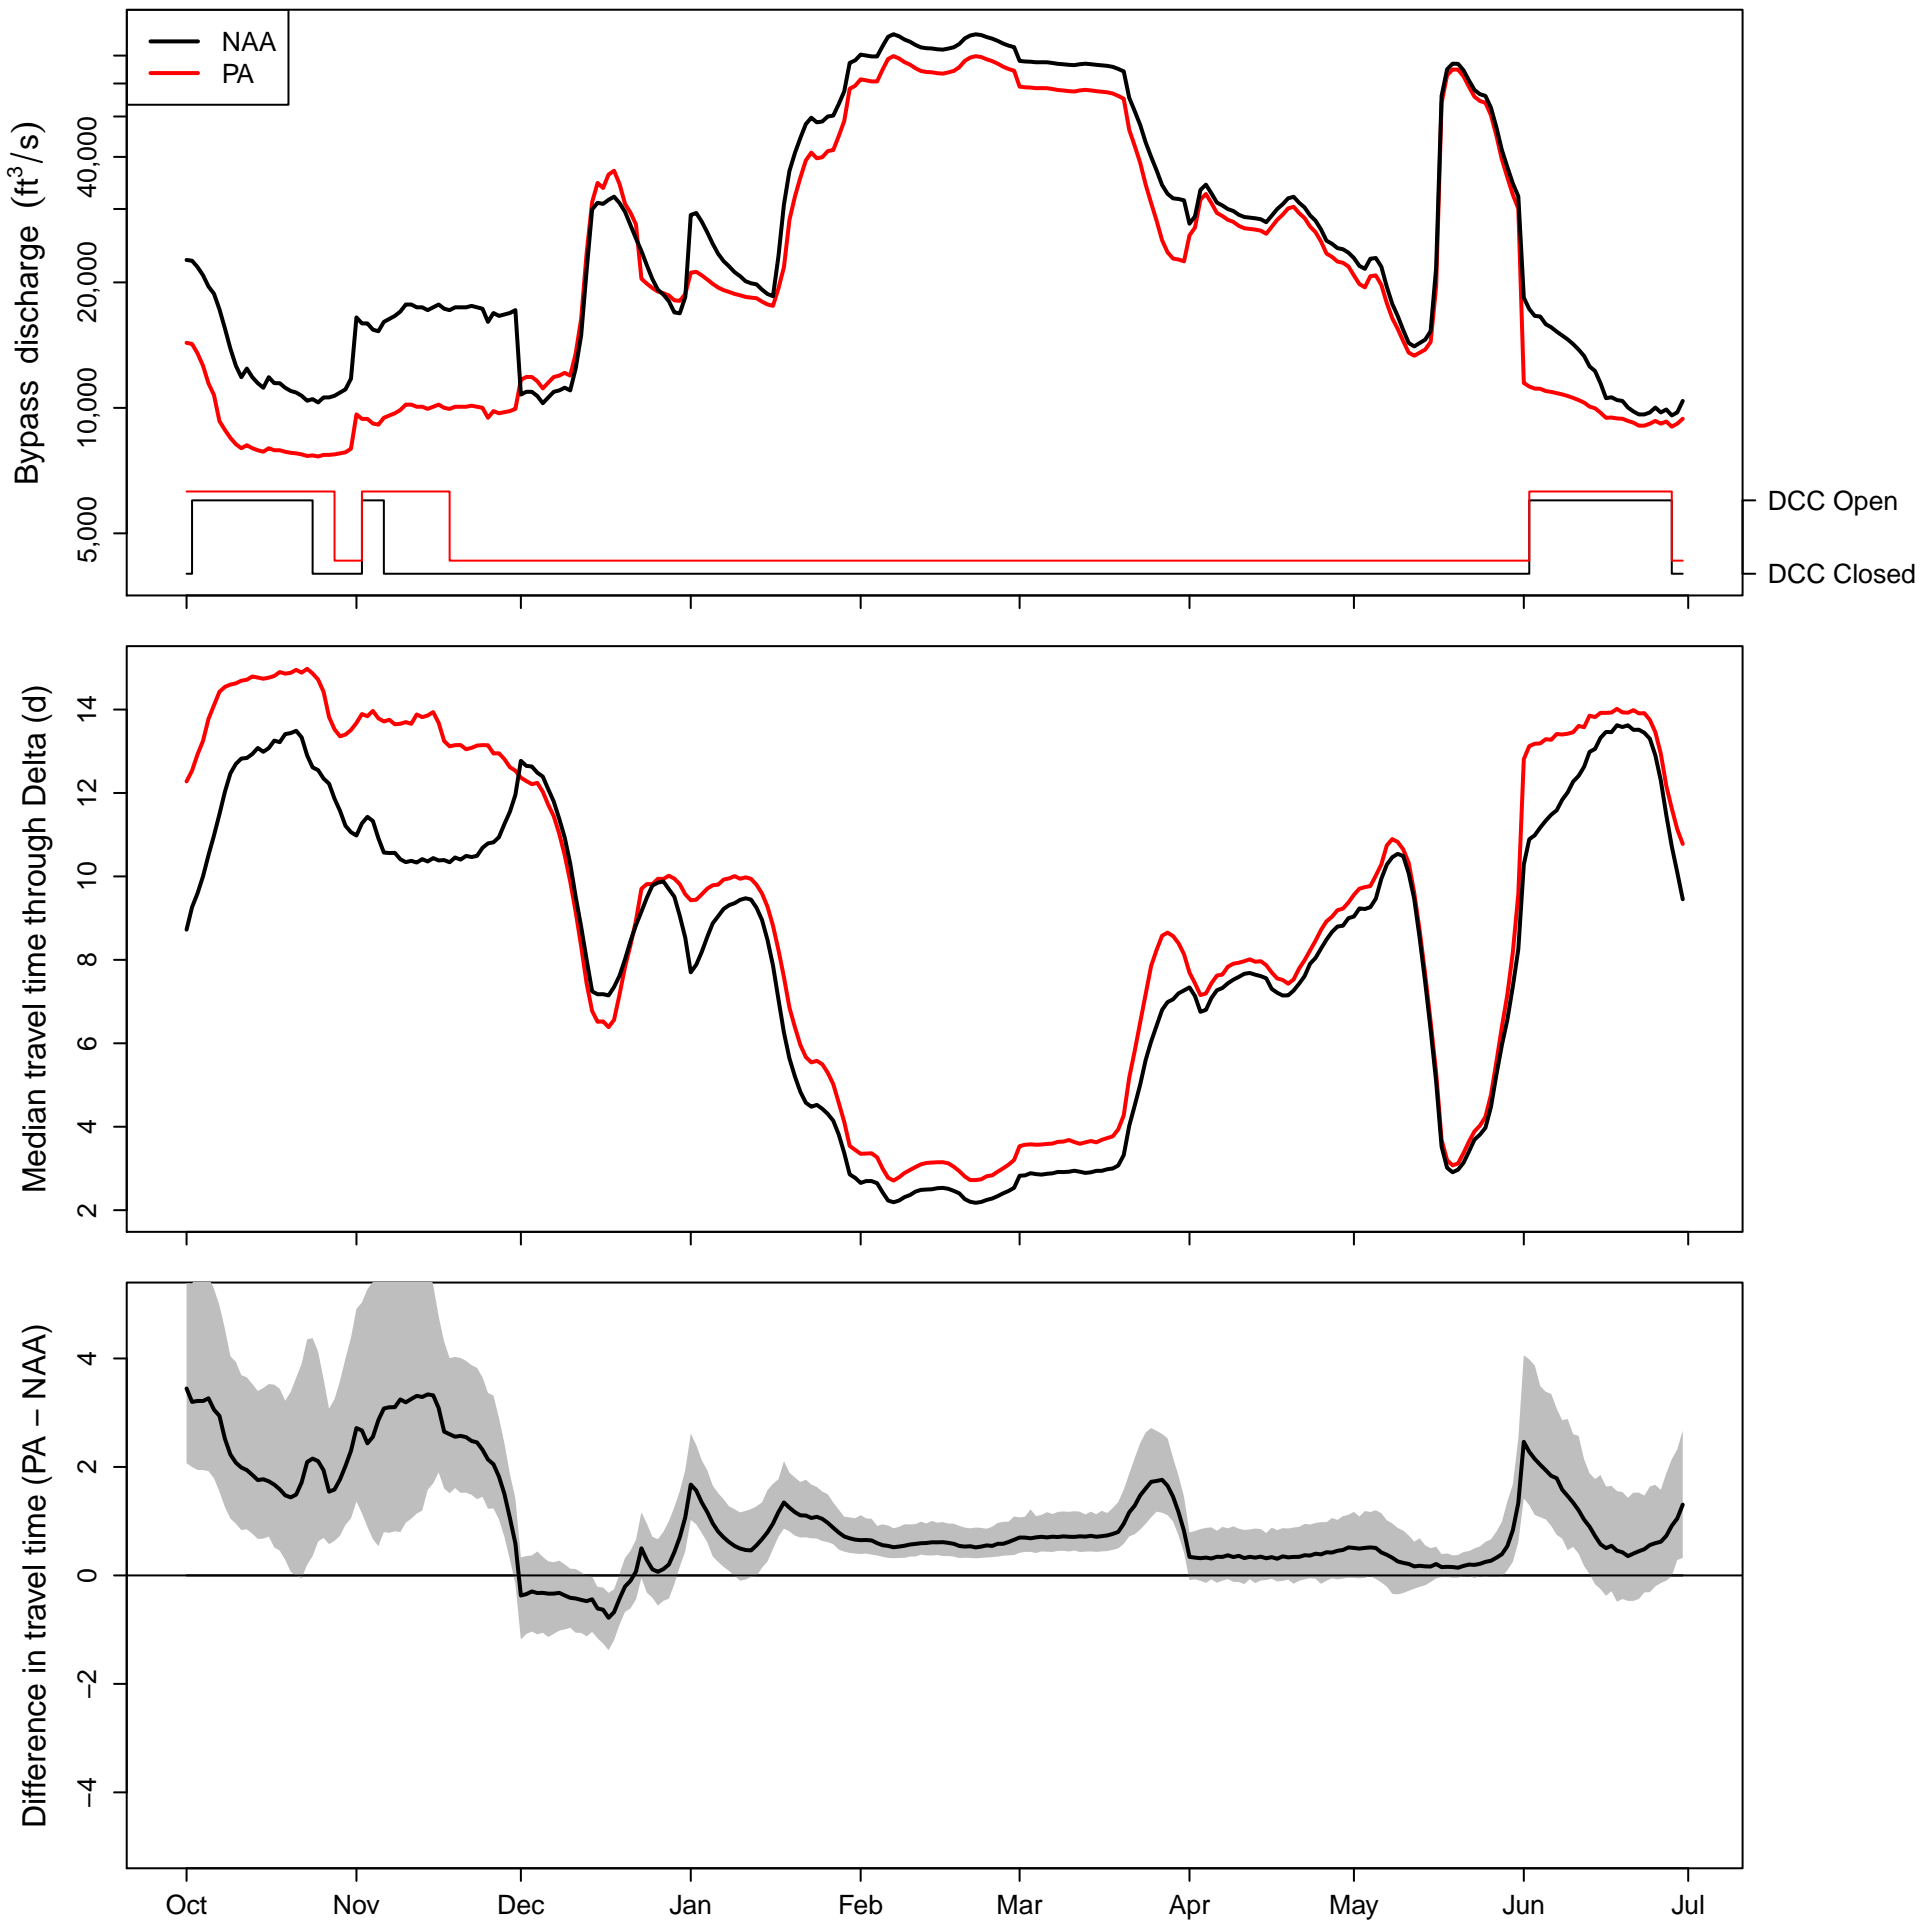 NAA
PA
Bypass discharge (ft³/s)
40,000
20,000
10,000
5,000
DCC Open
DCC Closed
Median travel time through Delta (d)
14
12
10
8
6
4
2
Difference in travel time (PA − NAA)
4
2
0
−2
−4
Oct Nov Dec Jan Feb Mar Apr May Jun Jul